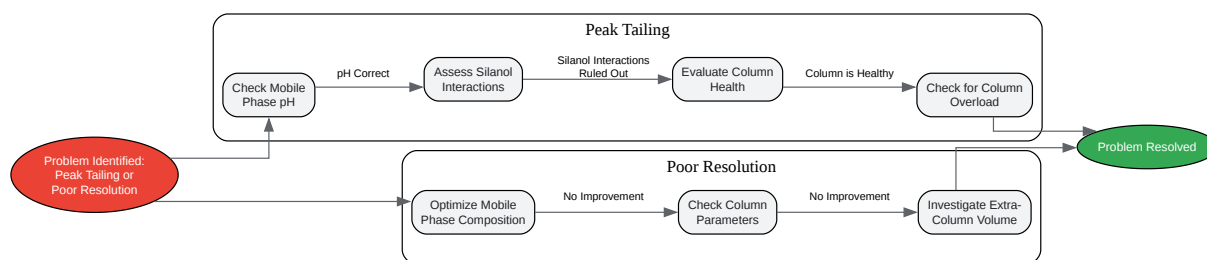 Peak Tailing
Check Mobile
Phase pH
pH Correct
Assess Silanol
Interactions
Silanol Interactions
Ruled Out
Evaluate Column
Health
Column is Healthy
Check for Column
Overload
Problem Identified:
Peak Tailing or
Poor Resolution
Problem Resolved
Poor Resolution
Optimize Mobile
Phase Composition
No Improvement
Check Column
Parameters
No Improvement
Investigate Extra-
Column Volume